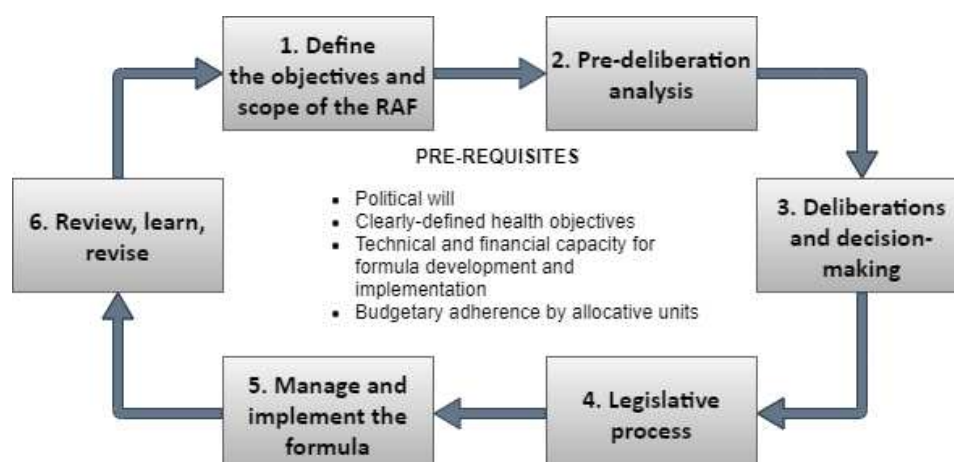 1. Define
the objectives and
scope of the RAF
2. Pre-deliberation
analysis
3. Deliberations
and decision-
making
4. Legislative
process
5. Manage and
implement the
formula
6. Review, learn,
revise
PRE-REQUISITES
▪ Political will
▪ Clearly-defined health objectives
▪ Technical and financial capacity for
formula development and
implementation
▪ Budgetary adherence by allocative units